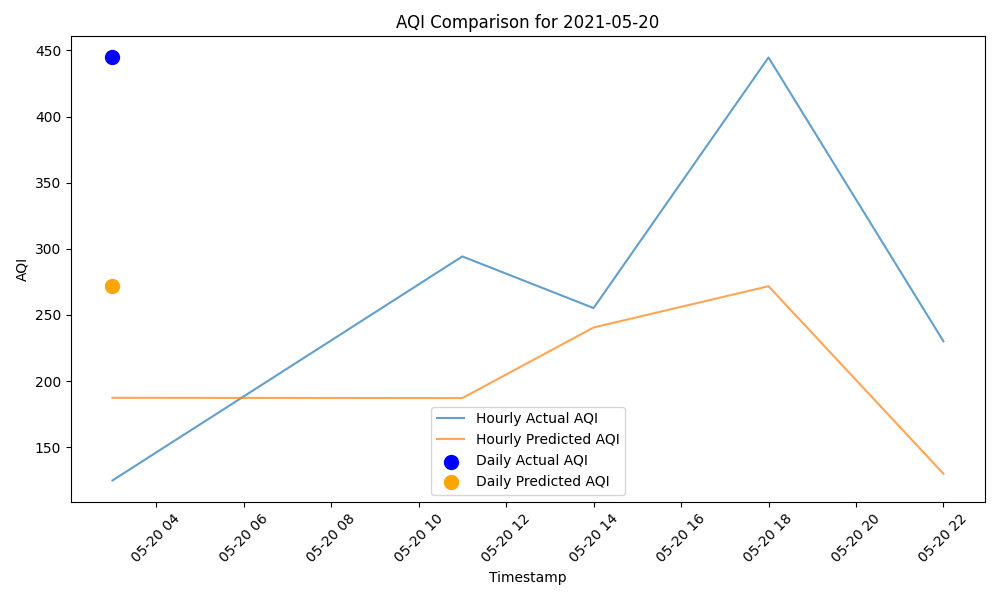 AQI Comparison for 2021-05-20
AQI
450
400
350
300
250
200
150
Hourly Actual AQI
Hourly Predicted AQI
Daily Actual AQI
Daily Predicted AQI
05-20 04
05-20 06
05-20 08
05-20 10
05-20 12
05-20 14
05-20 16
05-20 18
05-20 20
05-20 22
Timestamp